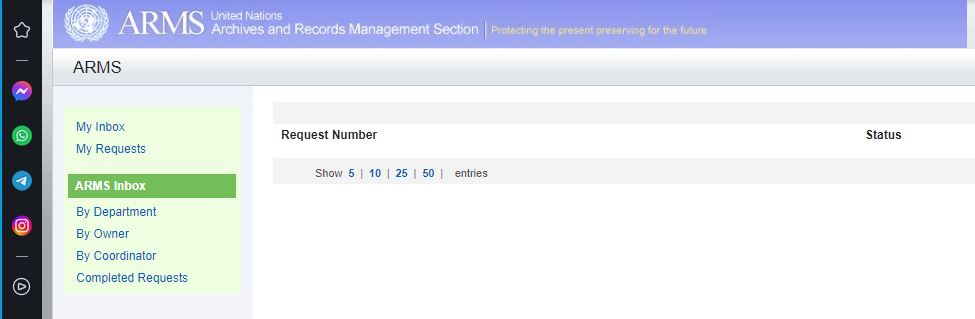 ARMS United Nations
Archives and Records Management Section | Protecting the present preserving for the future
ARMS
My Inbox
My Requests
ARMS Inbox
By Department
By Owner
By Coordinator
Completed Requests
Request Number Status
Show 5 | 10 | 25 | 50 | entries